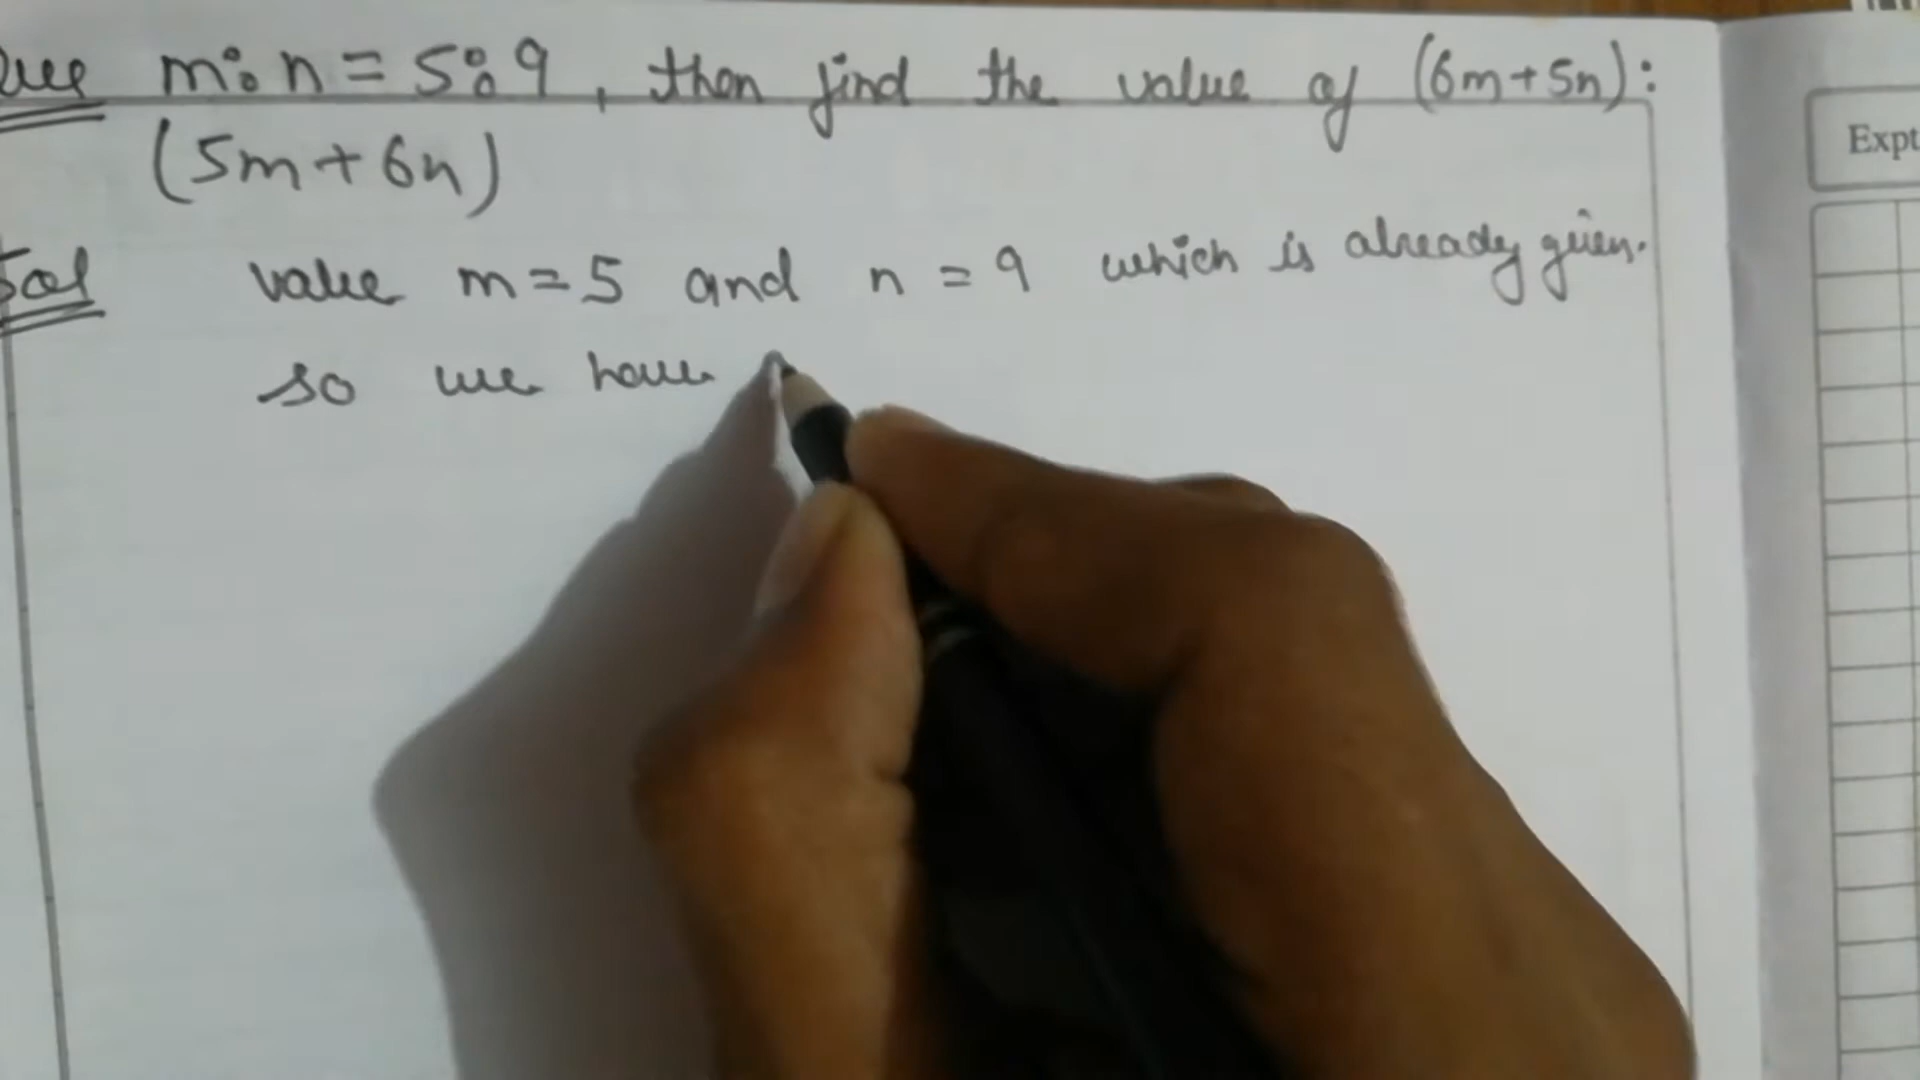 Que m:n = 5:9, then find the value of (6m+5n):
(5m+6n)
Sol value m=5 and n=9 which is already given.
so we have
Expt